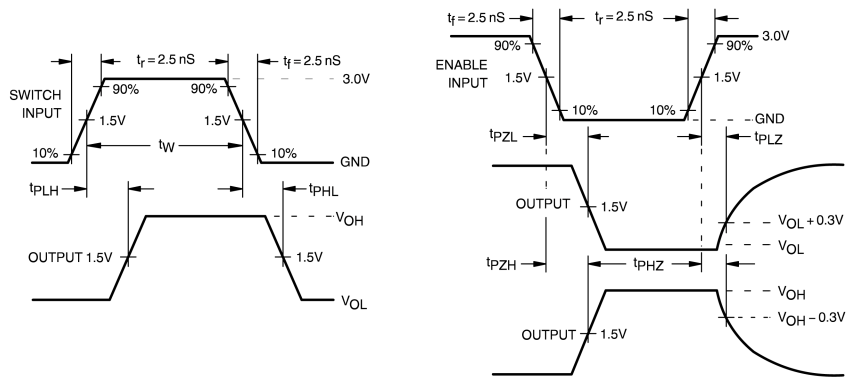 tr = 2.5 nS
tf = 2.5 nS
3.0V
SWITCH
INPUT
90%
90%
1.5V
1.5V
tW
10%
10%
GND
tPLH
tPHL
VOH
OUTPUT 1.5V
1.5V
VOL
tf = 2.5 nS
tr = 2.5 nS
3.0V
90%
90%
ENABLE
INPUT
1.5V
1.5V
10%
10%
GND
tPZL
tPLZ
OUTPUT
1.5V
VOL + 0.3V
VOL
tPZH
tPHZ
VOH
VOH – 0.3V
OUTPUT
1.5V